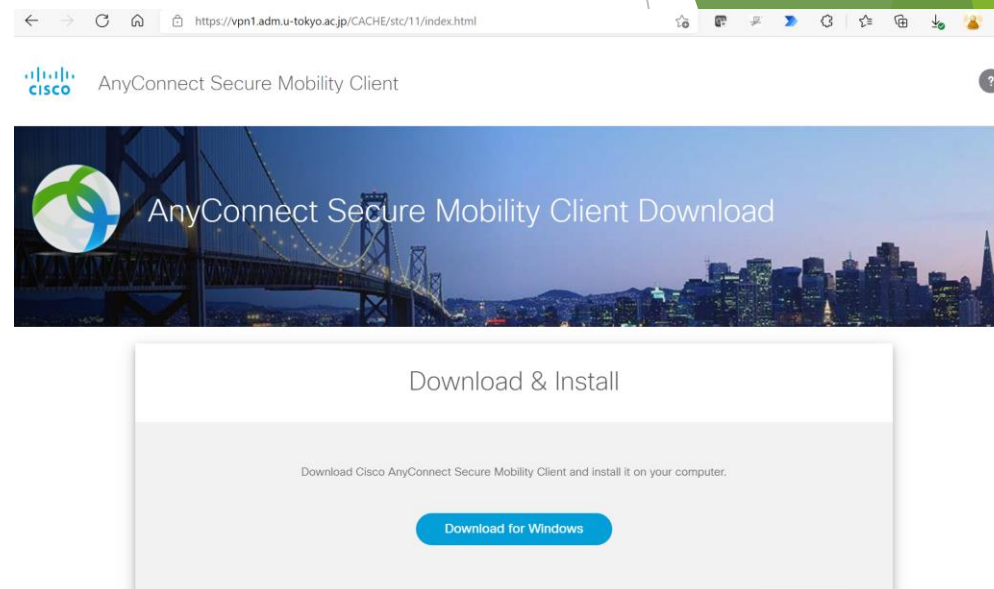 https://vpn1.adm.u-tokyo.ac.jp/CACHE/stc/11/index.html
CISCO AnyConnect Secure Mobility Client ?
AnyConnect Secure Mobility Client Download
Download & Install
Download Cisco AnyConnect Secure Mobility Client and install it on your computer.
Download for Windows